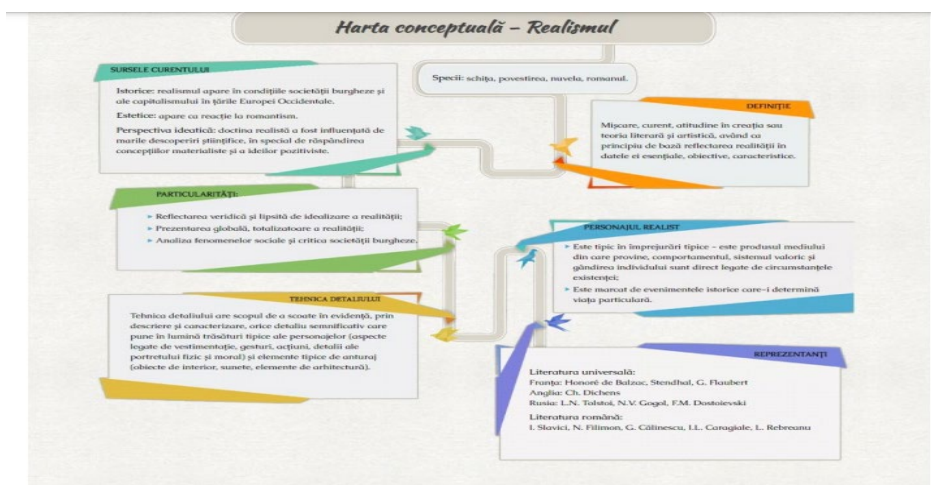 Harta conceptuală – Realismul
SURSELE CURENTULUI
Istorice: realismul apare în condițiile societății burgheze și
ale capitalismului în țările Europei Occidentale.
Estetice: apare ca reacție la romantism.
Perspectiva ideatică: doctrina realistă a fost influențată de
marile descoperiri științifice, în special de răspândirea
concepțiilor materialiste și a ideilor pozitiviste.
Specii: schița, povestirea, nuvela, romanul.
DEFINIȚIE
Mișcare, curent, atitudine în creația sau
teoria literară și artistică, având ca
principiu de bază reflectarea realității în
datele ei esențiale, obiective, caracteristice.
PARTICULARITĂȚI:
▸ Reflectarea veridică și lipsită de idealizare a realității;
▸ Prezentarea globală, totalizatoare a realității;
▸ Analiza fenomenelor sociale și critica societății burgheze.
PERSONAJUL REALIST
▸ Este tipic în împrejurări tipice – este produsul mediului
din care provine, comportamentul, sistemul valoric și
gândirea individului sunt direct legate de circumstanțele
existenței;
▸ Este marcat de evenimentele istorice care-i determină
viața particulară.
TEHNICA DETALIULUI
Tehnica detaliului are scopul de a scoate în evidență, prin
descriere și caracterizare, orice detaliu semnificativ care
pune în lumină trăsături tipice ale personajelor (aspecte
legate de vestimentație, gesturi, acțiuni, detalii ale
portretului fizic și moral) și elemente tipice de anturaj
(obiecte de interior, sunete, elemente de arhitectură).
REPREZENTANȚI
Literatura universală:
Franța: Honoré de Balzac, Stendhal, G. Flaubert
Anglia: Ch. Dichens
Rusia: L.N. Tolstoi, N.V. Gogol, F.M. Dostoievski
Literatura română:
I. Slavici, N. Filimon, G. Călinescu, I.L. Caragiale, L. Rebreanu